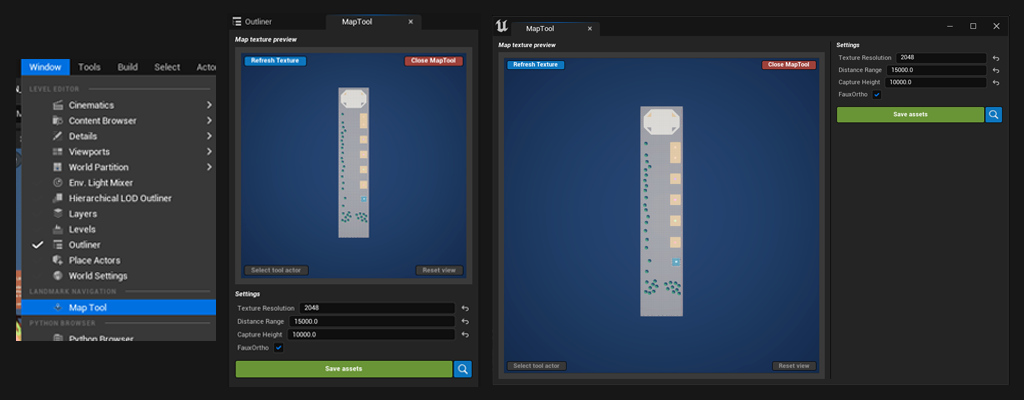 Window Tools Build Select Acto
LEVEL EDITOR
Cinematics
Content Browser
Details
Viewports
World Partition
Env. Light Mixer
Hierarchical LOD Outliner
Layers
Levels
Outliner
Place Actors
World Settings
LANDMARK NAVIGATION
Map Tool
PYTHON BROWSER
Python Browser
Outliner MapTool
Map texture preview
Refresh Texture Close MapTool
Select tool actor Reset view
Settings
Texture Resolution 2048
Distance Range 15000.0
Capture Height 10000.0
FauxOrtho
Save assets
MapTool
Map texture preview
Refresh Texture Close MapTool
Select tool actor Reset view
Settings
Texture Resolution 2048
Distance Range 15000.0
Capture Height 10000.0
FauxOrtho
Save assets